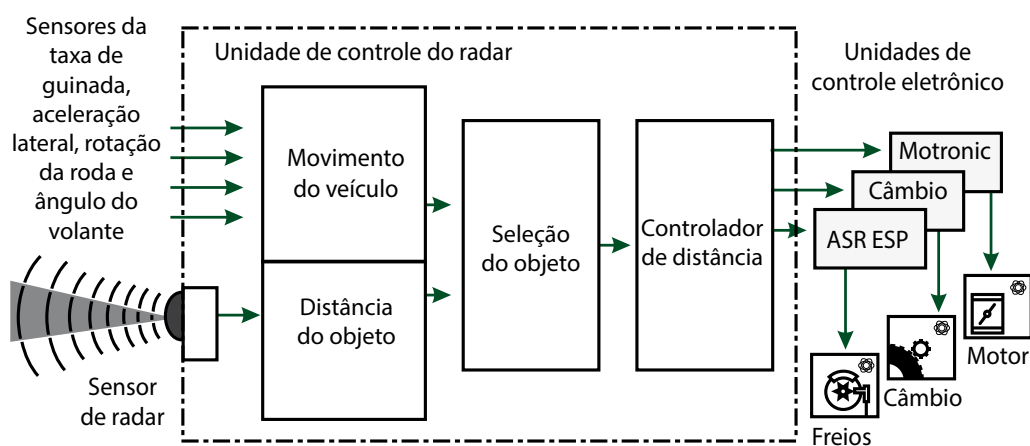 Sensores da
taxa de
guinada,
aceleração
lateral, rotação
da roda e
ângulo do
volante
Sensor
de radar
Unidade de controle do radar
Movimento
do veículo
Distância
do objeto
Seleção
do objeto
Controlador
de distância
Unidades de
controle eletrônico
Motronic
Câmbio
ASR ESP
Motor
Câmbio
Freios